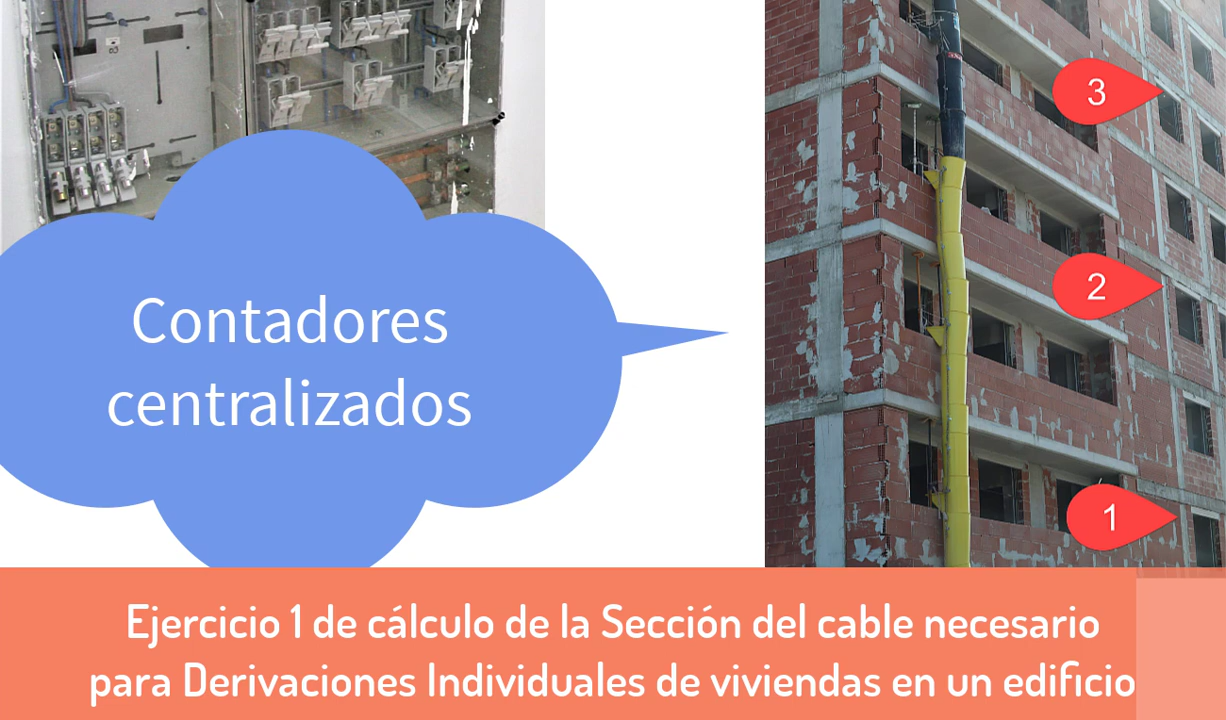 3
Contadores
centralizados
2
1
Ejercicio 1 de cálculo de la Sección del cable necesario
para Derivaciones Individuales de viviendas en un edificio